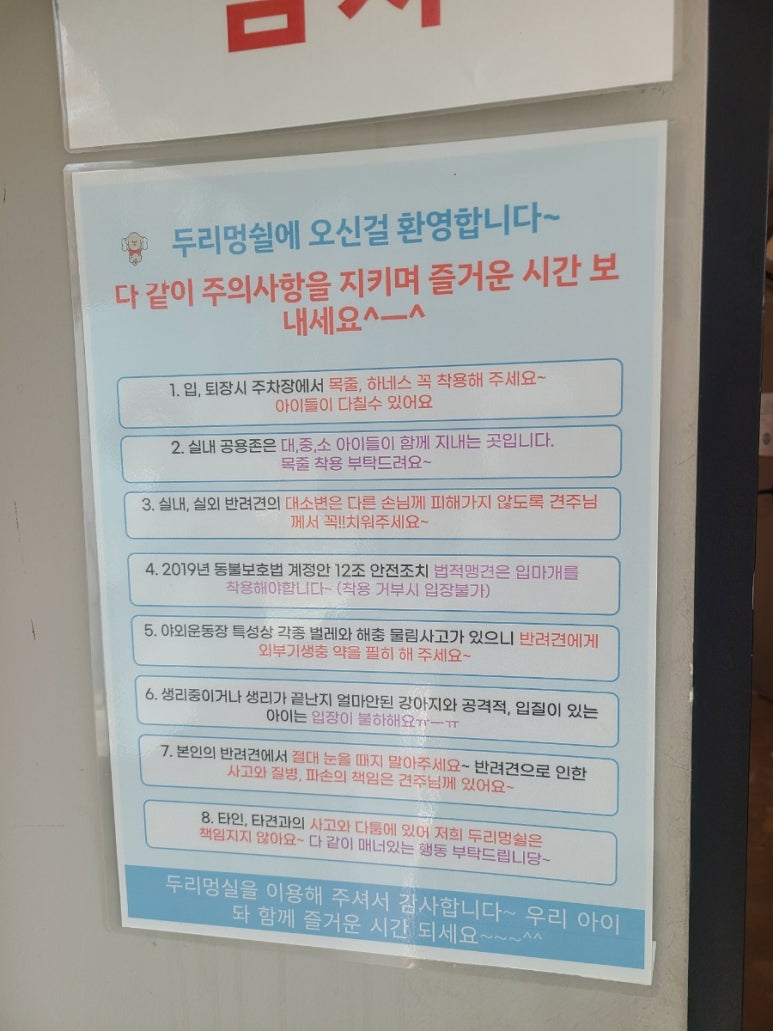 두리멍쉴에 오신걸 환영합니다~
다 같이 주의사항을 지키며 즐거운 시간 보
내세요^ㅡ^
1. 입, 퇴장시 주차장에서 목줄, 하네스 꼭 착용해 주세요~
아이들이 다칠수 있어요
2. 실내 공용존은 대,중,소 아이들이 함께 지내는 곳입니다.
목줄 착용 부탁드려요~
3. 실내, 실외 반려견의 대소변은 다른 손님께 피해가지 않도록 견주님
께서 꼭!!치워주세요~
4. 2019년 동불보호법 계정안 12조 안전조치 법적맹견은 입마개를
착용해야합니다~ (착용 거부시 입장불가)
5. 야외운동장 특성상 각종 벌레와 해충 물림사고가 있으니 반려견에게
외부기생충 약을 필히 해 주세요~
6. 생리중이거나 생리가 끝난지 얼마안된 강아지와 공격적, 입질이 있는
아이는 입장이 불하해요ㅠㅡㅠ
7. 본인의 반려견에서 절대 눈을 때지 말아주세요~ 반려견으로 인한
사고와 질병, 파손의 책임은 견주님께 있어요~
8. 타인, 타견과의 사고와 다툼에 있어 저희 두리멍쉴은
책임지지 않아요~ 다 같이 매너있는 행동 부탁드립니당~
두리멍실을 이용해 주셔서 감사합니다~ 우리 아이
돠 함께 즐거운 시간 되세요~~~^^